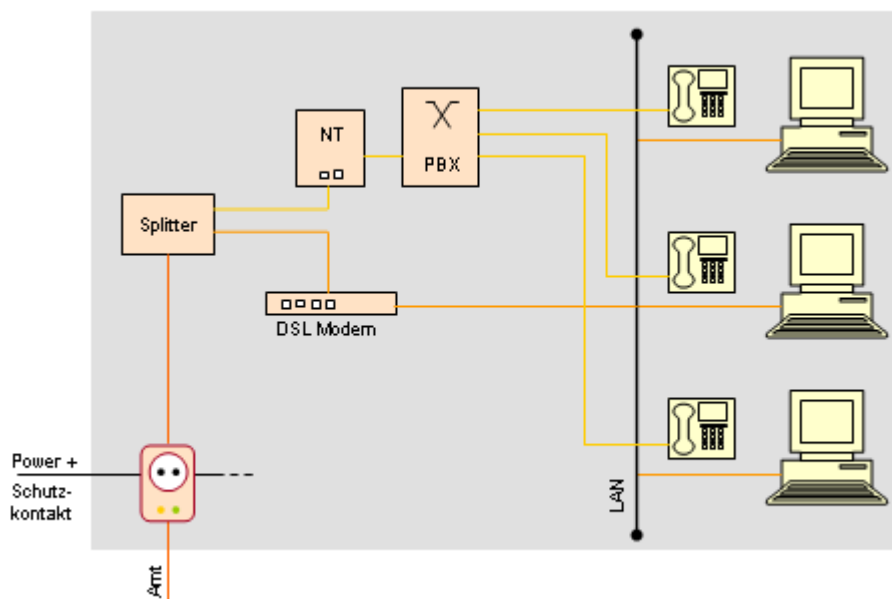 NT
PBX
Splitter
DSL Modem
Power +
Schutz-
kontakt
LAN
Amt